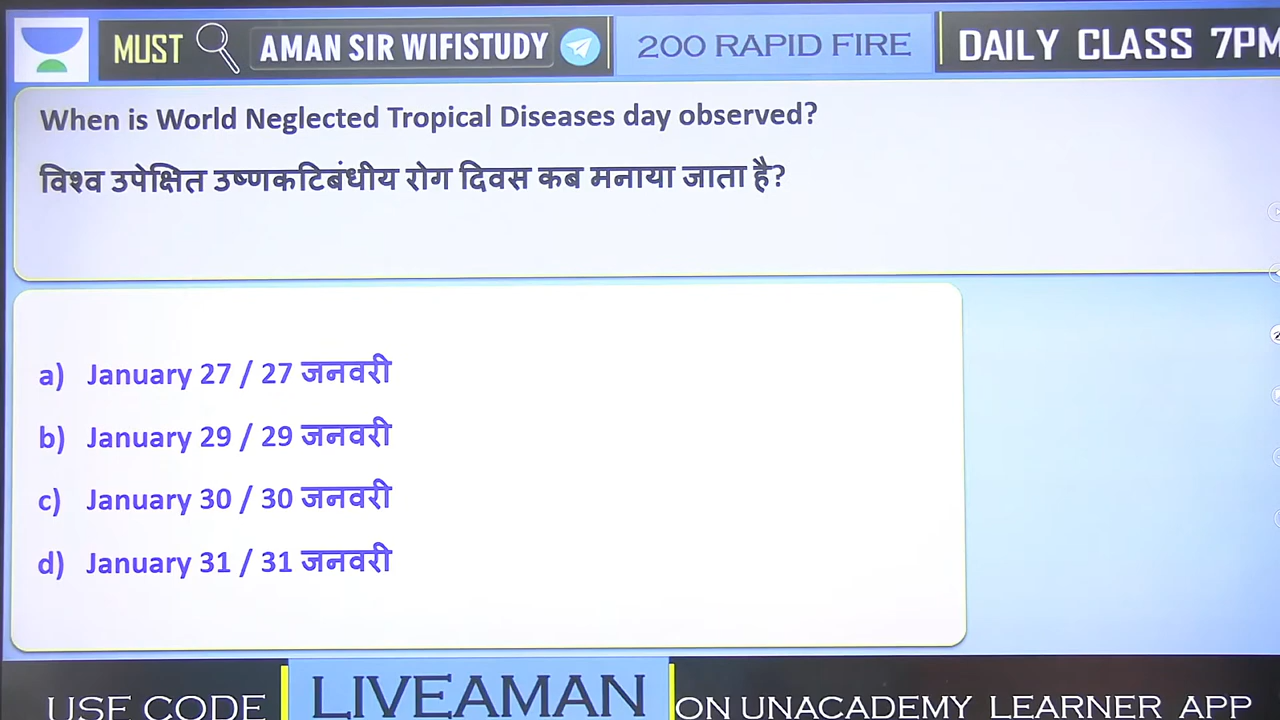 MUST AMAN SIR WIFISTUDY 200 RAPID FIRE DAILY CLASS 7PM
When is World Neglected Tropical Diseases day observed?
विश्व उपेक्षित उष्णकटिबंधीय रोग दिवस कब मनाया जाता है?
a) January 27 / 27 जनवरी
b) January 29 / 29 जनवरी
c) January 30 / 30 जनवरी
d) January 31 / 31 जनवरी
USE CODE LIVEAMAN ON UNACADEMY LEARNER APP